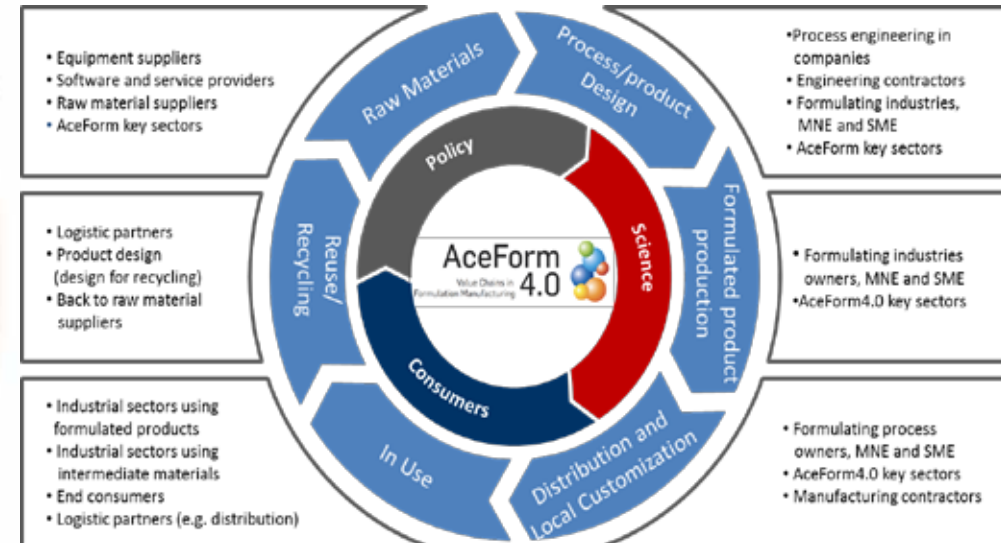 • Equipment suppliers
• Software and service providers
• Raw material suppliers
• AceForm key sectors
• Logistic partners
• Product design
(design for recycling)
• Back to raw material
suppliers
• Industrial sectors using
formulated products
• Industrial sectors using
intermediate materials
• End consumers
• Logistic partners (e.g. distribution)
Raw Materials
Process/product
Design
Formulated product
production
Distribution and
Local Customization
In Use
Reuse/
Recycling
Policy
Science
Consumers
AceForm
4.0
Value Chains in
Formulation Manufacturing
•Process engineering in
companies
• Engineering contractors
• Formulating industries,
MNE and SME
• AceForm key sectors
• Formulating industries
owners, MNE and SME
•AceForm4.0 key sectors
• Formulating process
owners, MNE and SME
• AceForm4.0 key sectors
• Manufacturing contractors